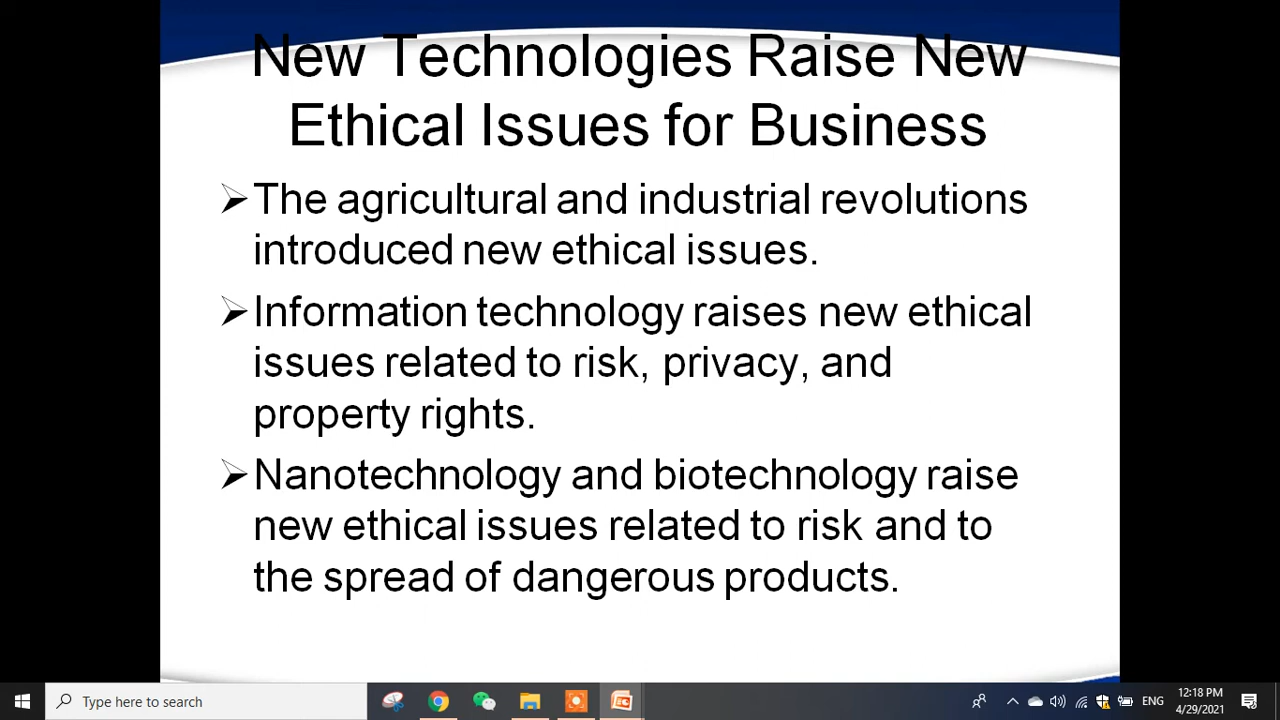 New Technologies Raise New
Ethical Issues for Business
The agricultural and industrial revolutions
introduced new ethical issues.
Information technology raises new ethical
issues related to risk, privacy, and
property rights.
Nanotechnology and biotechnology raise
new ethical issues related to risk and to
the spread of dangerous products.
Type here to search
ENG
12:18 PM
4/29/2021